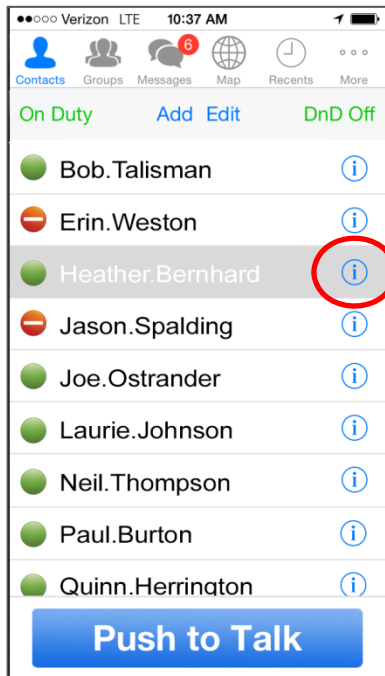 Verizon LTE 10:37 AM
6
Contacts Groups Messages Map Recents More
On Duty Add Edit DnD Off
Bob.Talisman i
Erin.Weston i
Heather.Bernhard i
Jason.Spalding i
Joe.Ostrander i
Laurie.Johnson i
Neil.Thompson i
Paul.Burton i
Quinn.Herrington i
Push to Talk